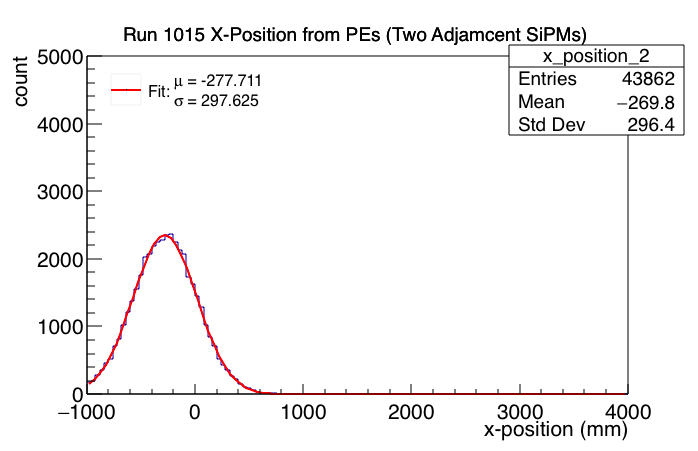 Run 1015 X-Position from PEs (Two Adjamcent SiPMs)
x_position_2
Entries 43862
Mean −269.8
Std Dev 296.4
Fit: μ = -277.711
σ = 297.625
count
5000
4000
3000
2000
1000
0
−1000 0 1000 2000 3000 4000
x-position (mm)